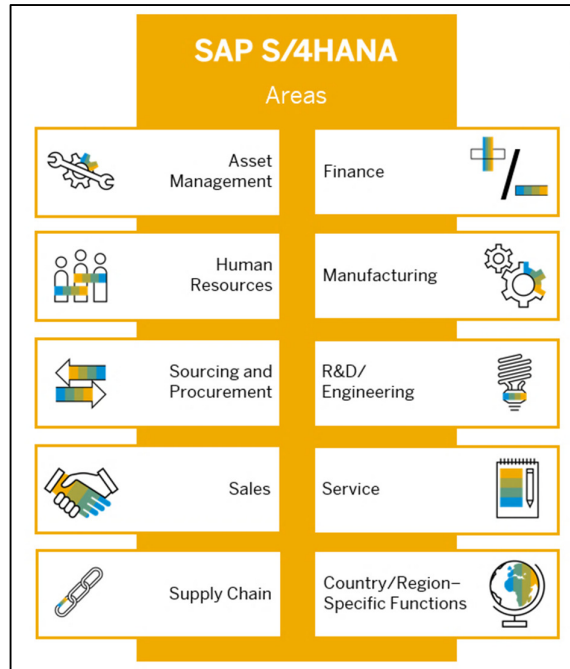 SAP S/4HANA
Areas
Asset
Management
Finance
Human
Resources
Manufacturing
Sourcing and
Procurement
R&D/
Engineering
Sales
Service
Supply Chain
Country/Region–
Specific Functions